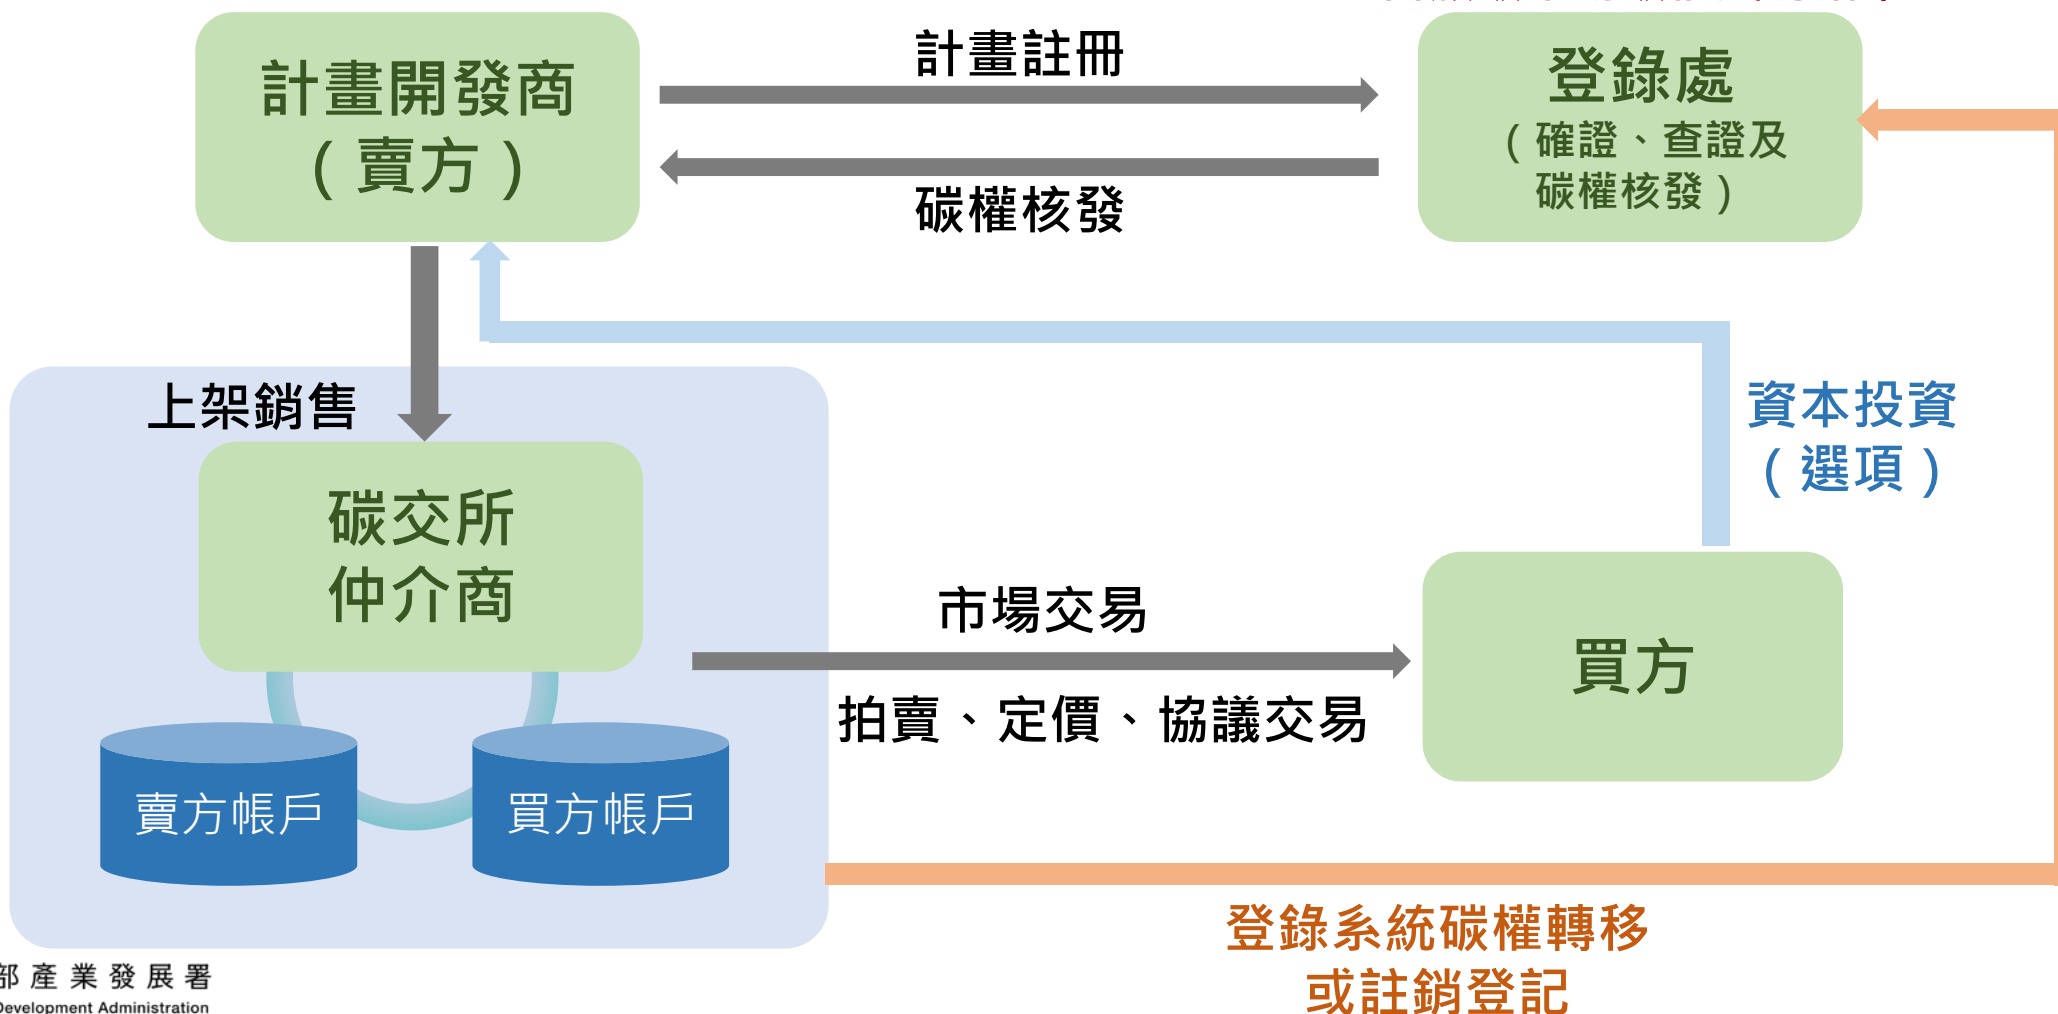 計畫開發商
（賣方）
計畫註冊
碳權核發
登錄處
（確證、查證及
碳權核發）
上架銷售
碳交所
仲介商
賣方帳戶
買方帳戶
市場交易
拍賣、定價、協議交易
資本投資
（選項）
買方
登錄系統碳權轉移
或註銷登記
部產業發展署
Development Administration